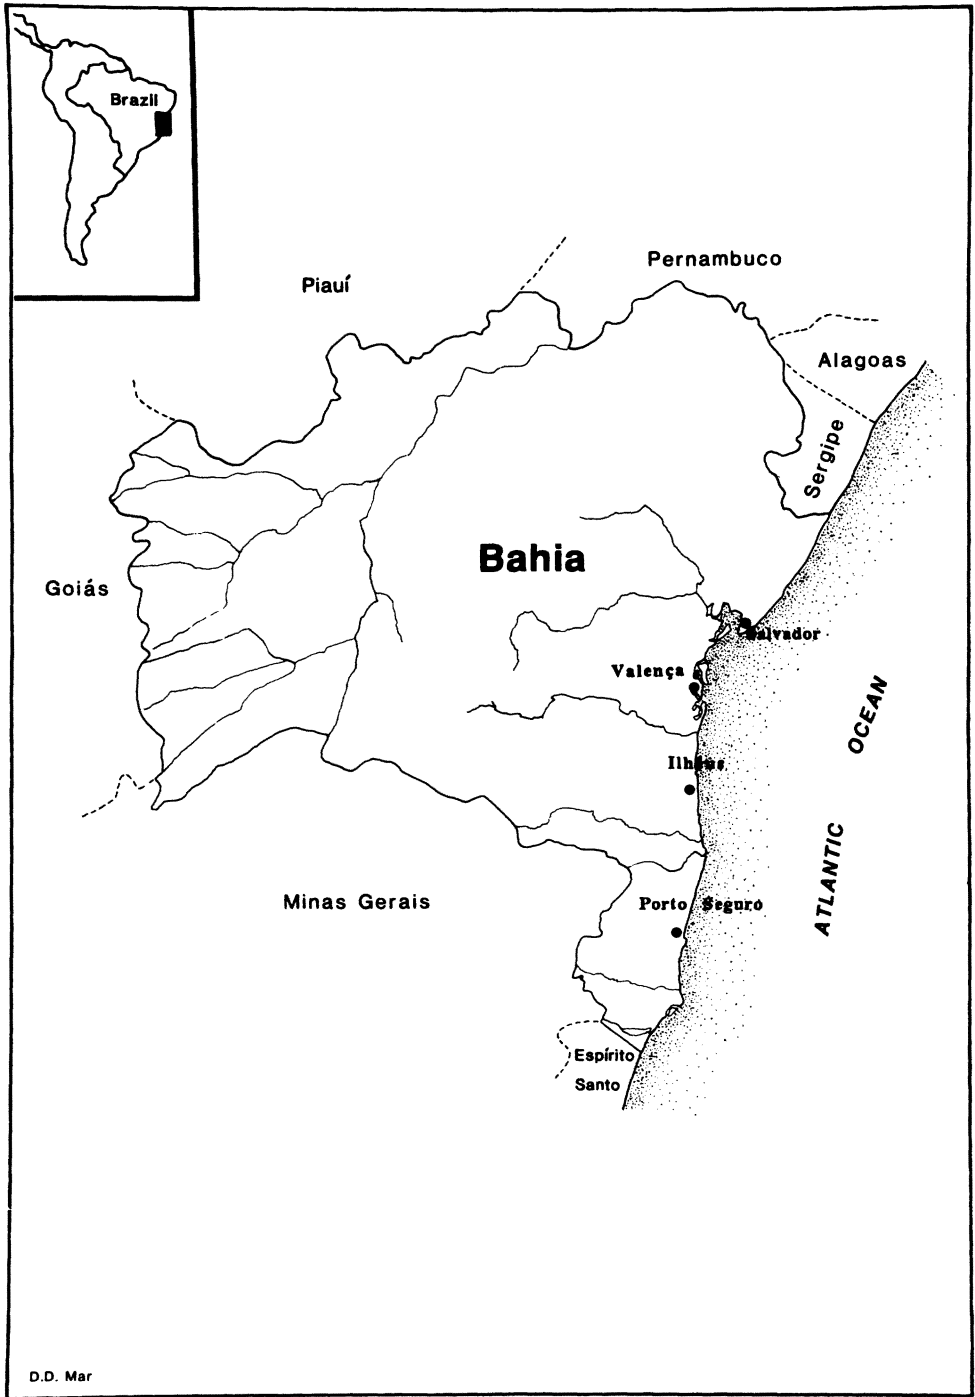 Brazil
Pernambuco
Piauí
Alagoas
Sergipe
Bahia
Goiás
Salvador
Valença
OCEAN
Ilhéus
ATLANTIC
Minas Gerais
Porto Seguro
Espírito
Santo
D.D. Mar